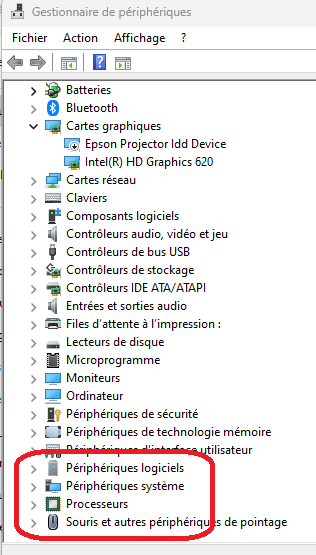 Gestionnaire de périphériques
Fichier Action Affichage ?
Batteries
Bluetooth
Cartes graphiques
Epson Projector Idd Device
Intel(R) HD Graphics 620
Cartes réseau
Claviers
Composants logiciels
Contrôleurs audio, vidéo et jeu
Contrôleurs de bus USB
Contrôleurs de stockage
Contrôleurs IDE ATA/ATAPI
Entrées et sorties audio
Files d'attente à l'impression :
Lecteurs de disque
Microprogramme
Moniteurs
Ordinateur
Périphériques de sécurité
Périphériques de technologie mémoire
Périphériques d'interface utilisateur
Périphériques logiciels
Périphériques système
Processeurs
Souris et autres périphériques de pointage